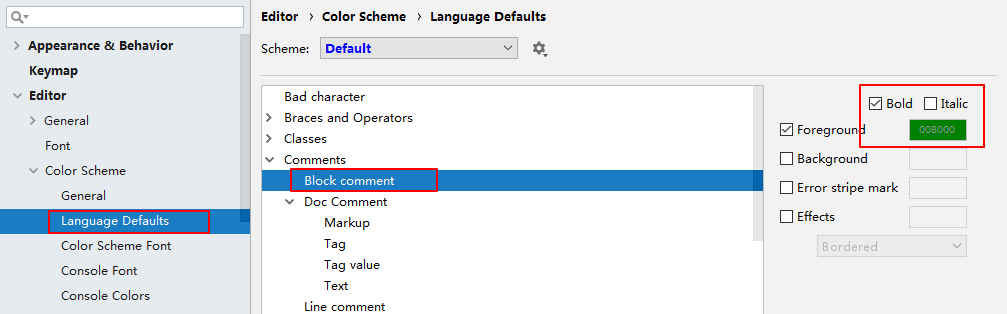 Editor › Color Scheme › Language Defaults
Scheme: Default
Appearance & Behavior
Keymap
Editor
General
Font
Color Scheme
General
Language Defaults
Color Scheme Font
Console Font
Console Colors
Bad character
Braces and Operators
Classes
Comments
Block comment
Doc Comment
Markup
Tag
Tag value
Text
Line comment
Bold Italic
Foreground 008000
Background
Error stripe mark
Effects
Bordered